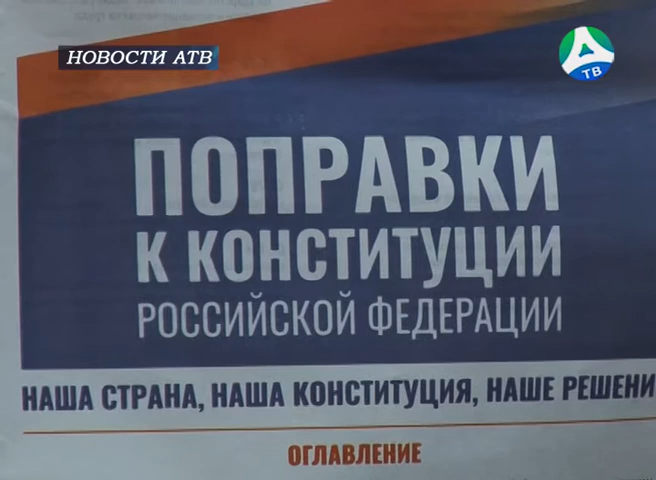 НОВОСТИ АТВ
ТВ
ПОПРАВКИ
К КОНСТИТУЦИИ
РОССИЙСКОЙ ФЕДЕРАЦИИ
НАША СТРАНА, НАША КОНСТИТУЦИЯ, НАШЕ РЕШЕНИ
ОГЛАВЛЕНИЕ